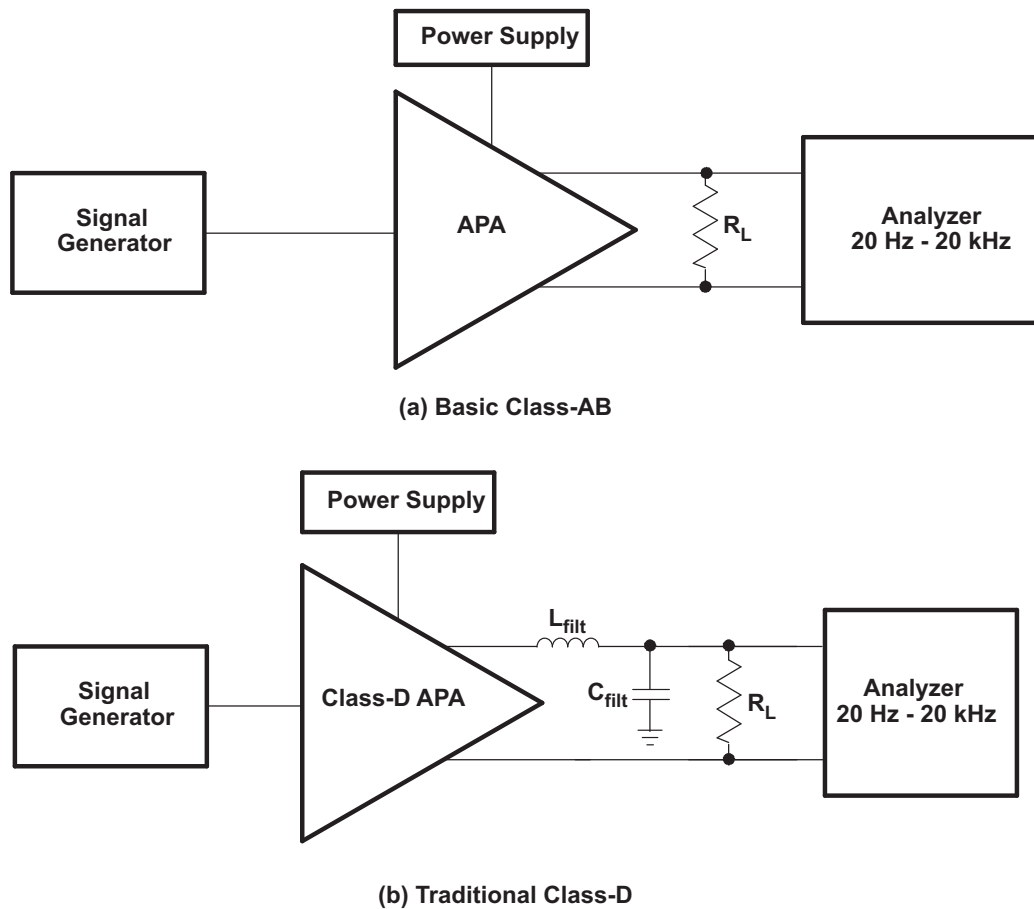 Power Supply
Signal
Generator
APA
R_L
Analyzer
20 Hz - 20 kHz
(a) Basic Class-AB
Power Supply
L_filt
Signal
Generator
Class-D APA
C_filt
R_L
Analyzer
20 Hz - 20 kHz
(b) Traditional Class-D